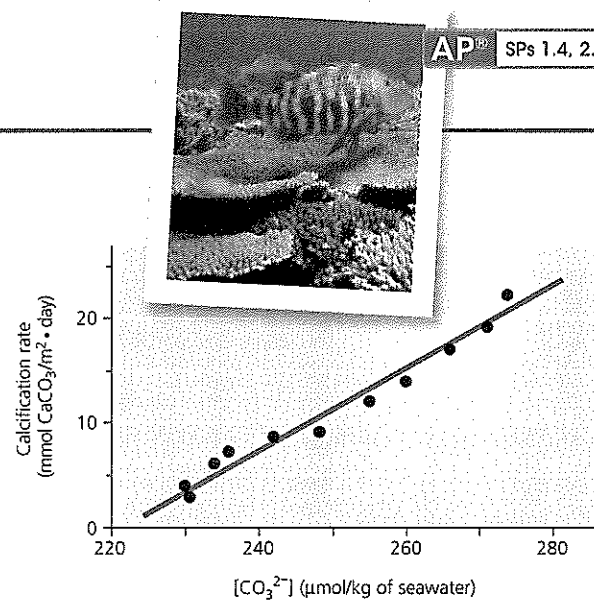 AP® SPs 1.4, 2.
Calcification rate
(mmol CaCO₃/m² • day)
20
10
0
220
240
260
280
[CO₃²⁻] (μmol/kg of seawater)